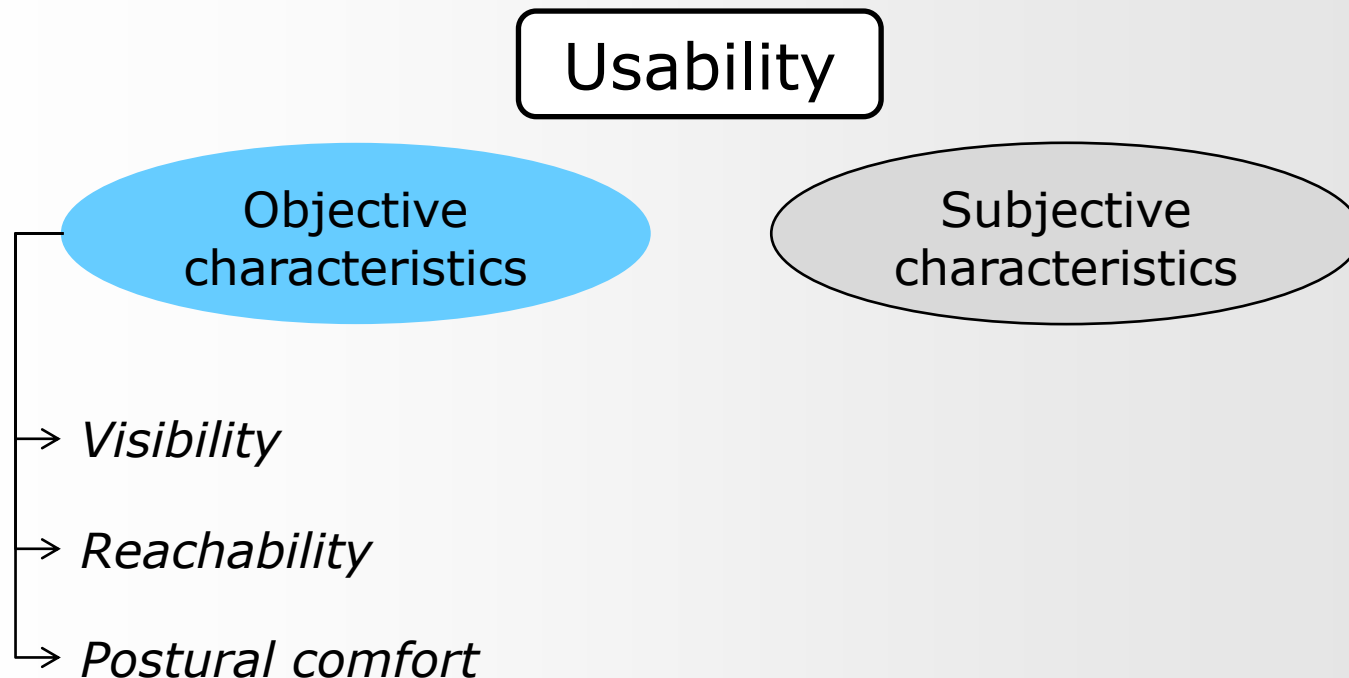 Usability
Objective
characteristics
Subjective
characteristics
Visibility
Reachability
Postural comfort